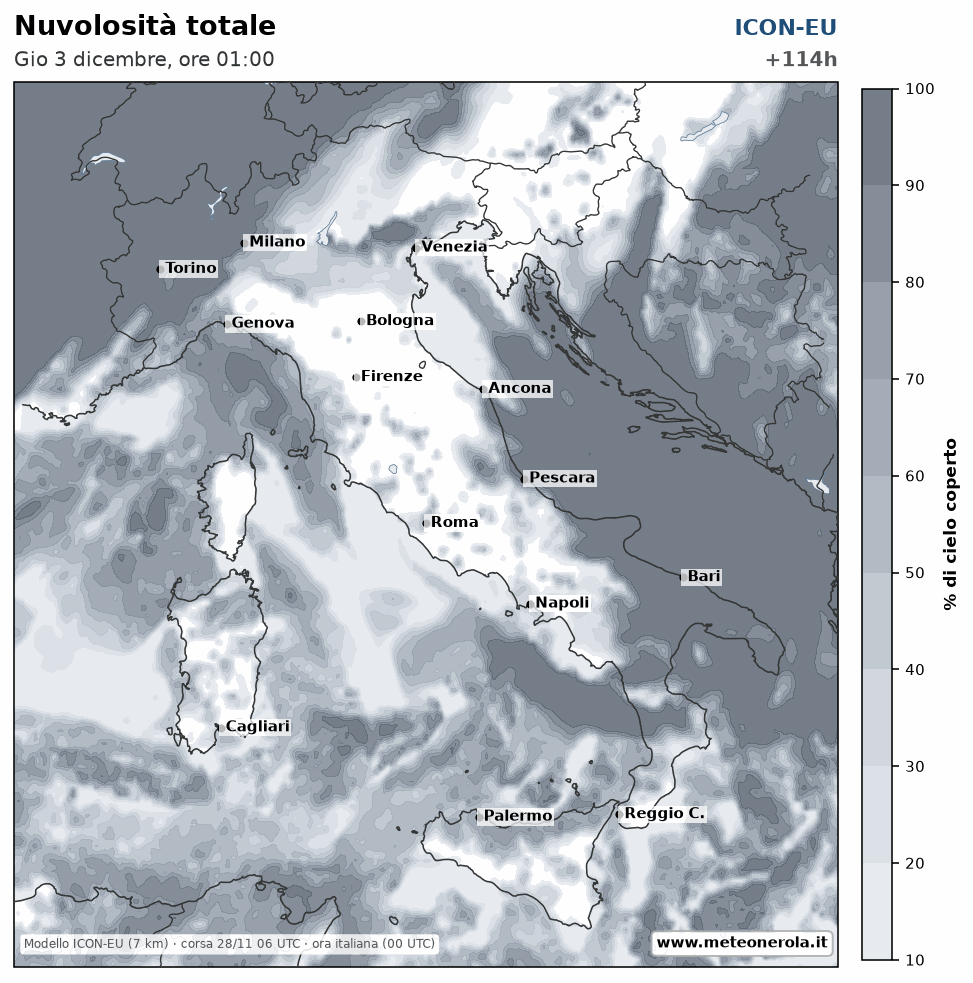 Nuvolosità totale
ICON-EU
Gio 3 dicembre, ore 01:00
+114h
100
90
80
70
60
50
40
30
20
10
% di cielo coperto
Milano
Venezia
Torino
Genova
Bologna
Firenze
Ancona
Pescara
Roma
Bari
Napoli
Cagliari
Palermo
Reggio C.
Modello ICON-EU (7 km) · corsa 28/11 06 UTC · ora italiana (00 UTC)
www.meteonerola.it